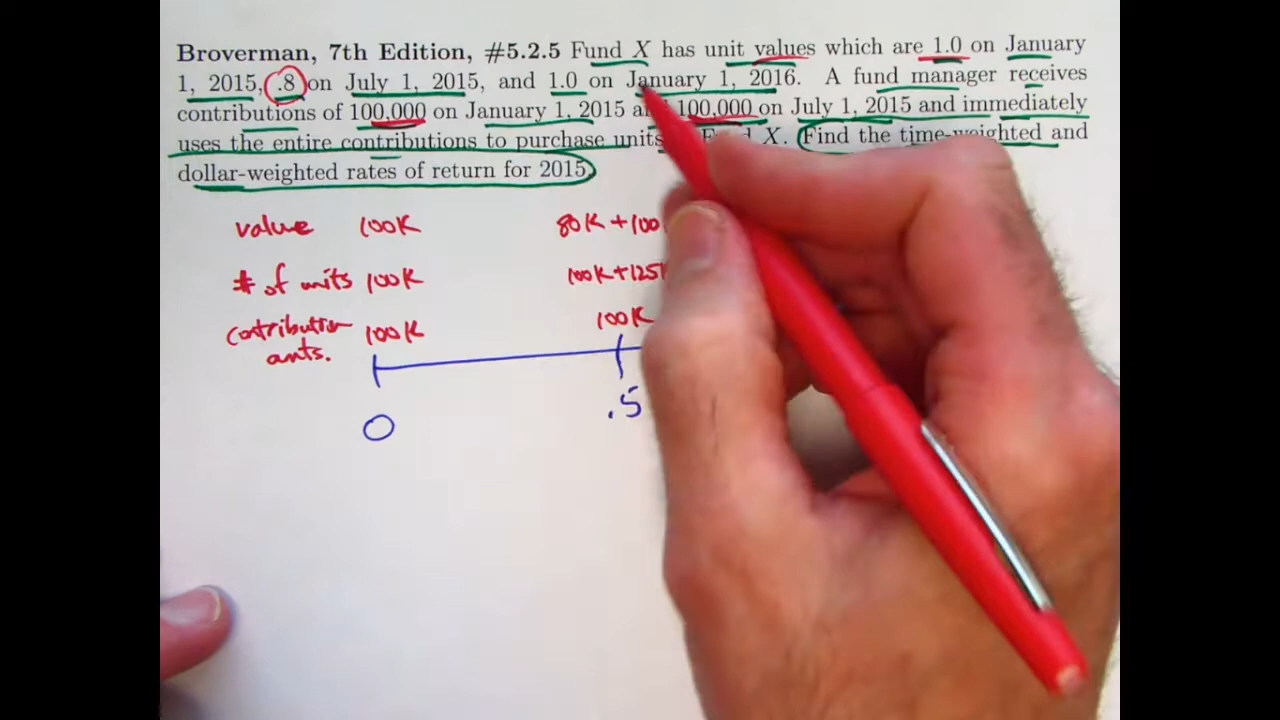 Broverman, 7th Edition, #5.2.5 Fund X has unit values which are 1.0 on January
1, 2015, .8 on July 1, 2015, and 1.0 on January 1, 2016. A fund manager receives
contributions of 100,000 on January 1, 2015 100,000 on July 1, 2015 and immediately
uses the entire contributions to purchase units X. Find the time-weighted and
dollar-weighted rates of return for 2015.
value 100K 80K + 100
# of units 100K 100K + 125
contribution 100K 100K
amts.
0 .5